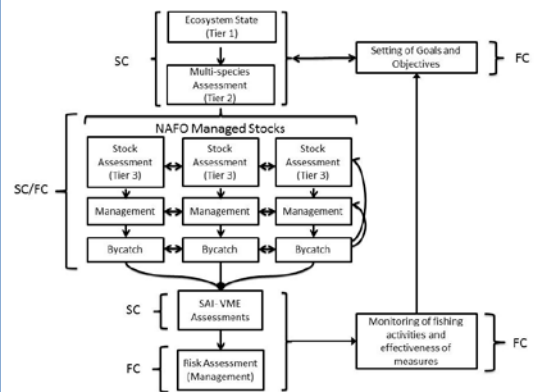 Ecosystem State
(Tier 1)
SC
Multi-species
Assessment
(Tier 2)
Setting of Goals and
Objectives
FC
NAFO Managed Stocks
SC/FC
Stock
Assessment
(Tier 3)
Stock
Assessment
(Tier 3)
Stock
Assessment
(Tier 3)
Management
Management
Management
Bycatch
Bycatch
Bycatch
SC
SAI- VME
Assessments
FC
Risk Assessment
(Management)
Monitoring of fishing
activities and
effectiveness of
measures
FC